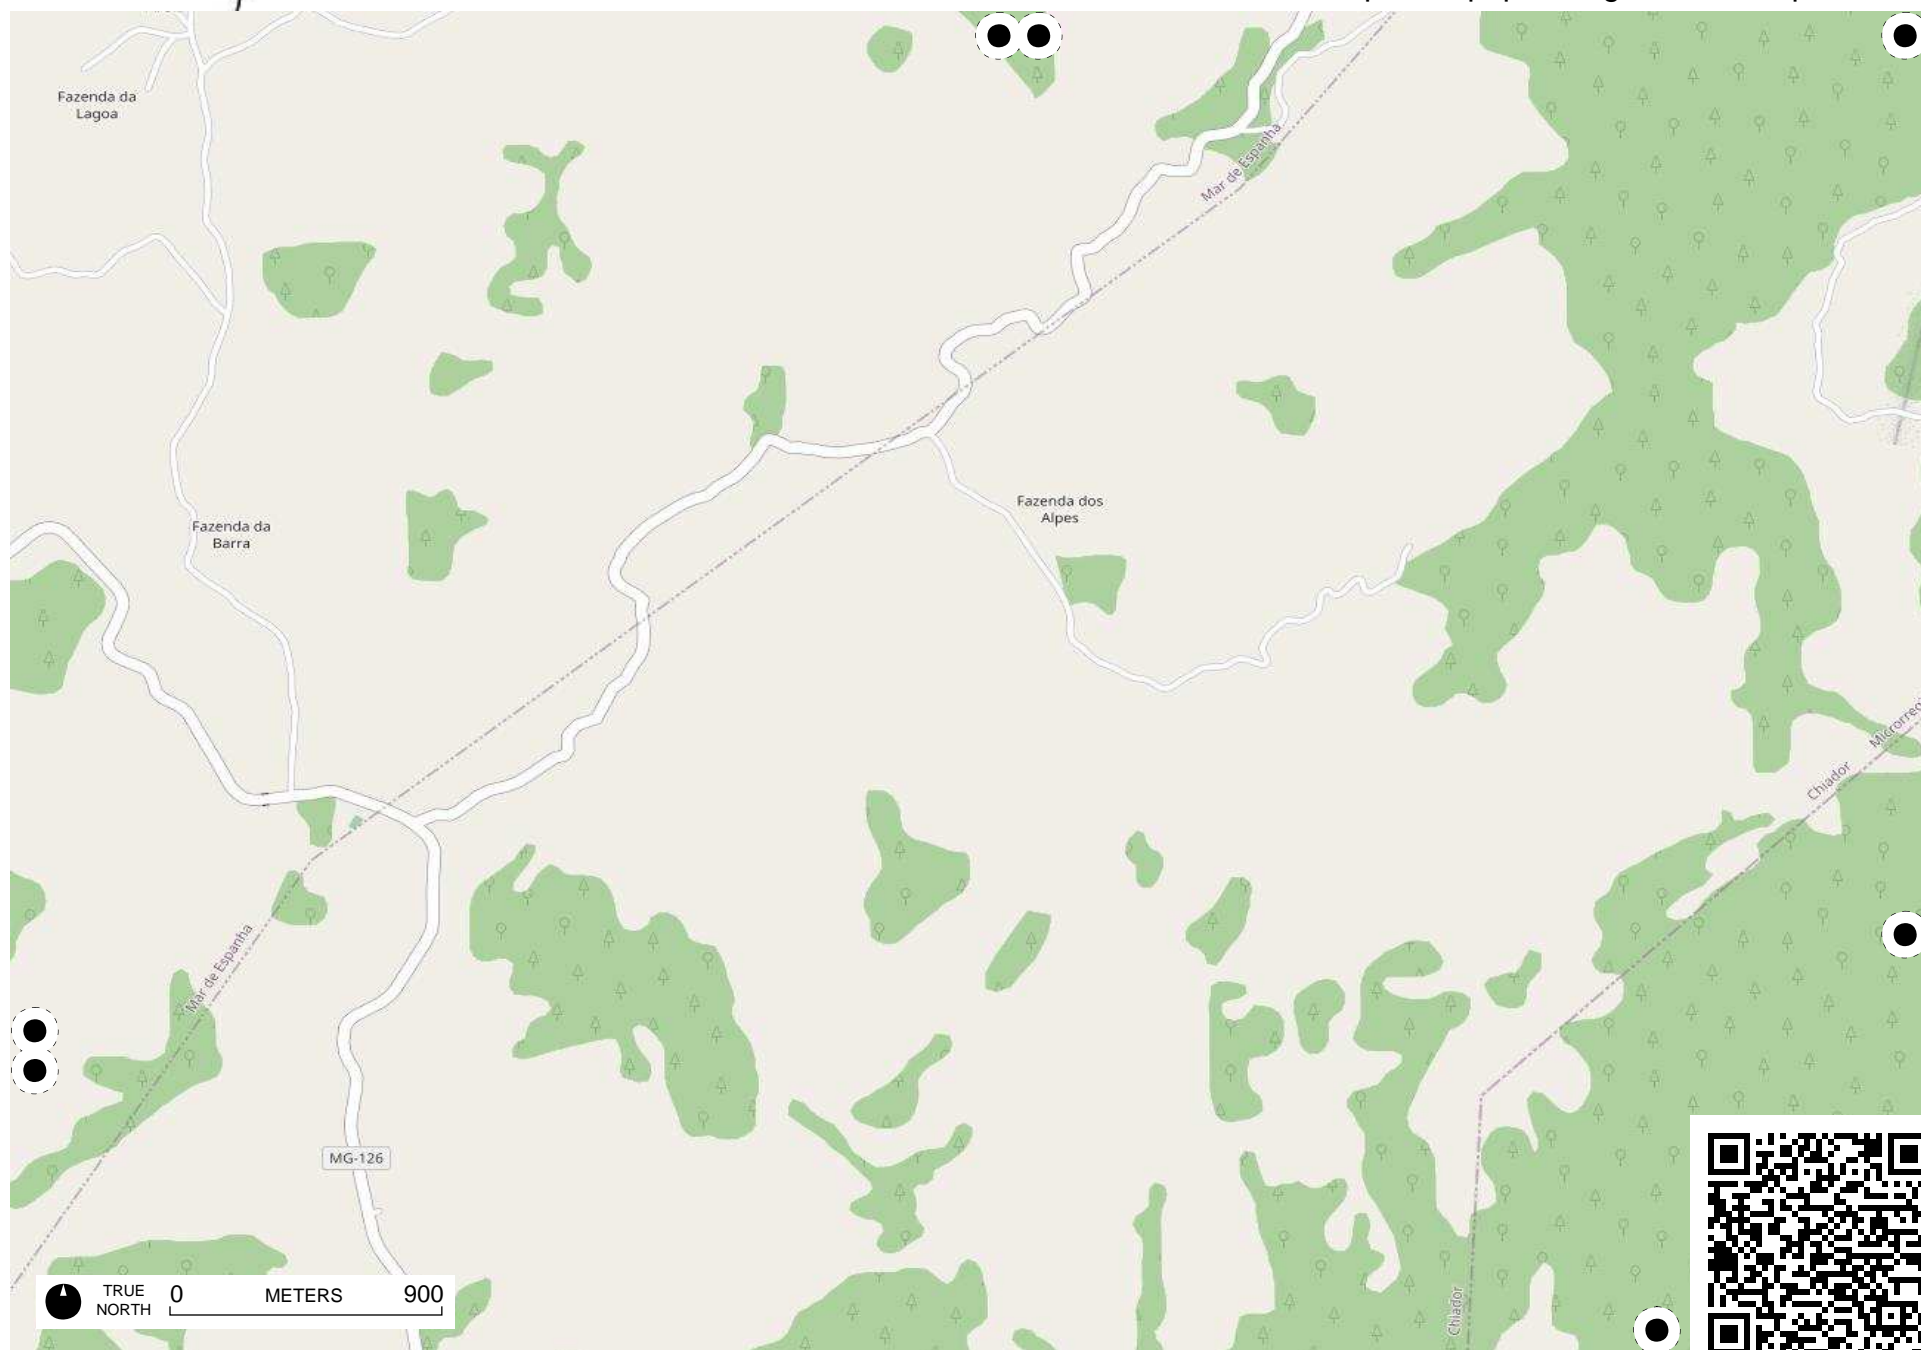 Fazenda da
Lagoa
Mar de Espanha
Fazenda da
Barra
Fazenda dos
Alpes
Chiador
Mar de Espanha
MG-126
Chiador
TRUE
NORTH
0 METERS 900